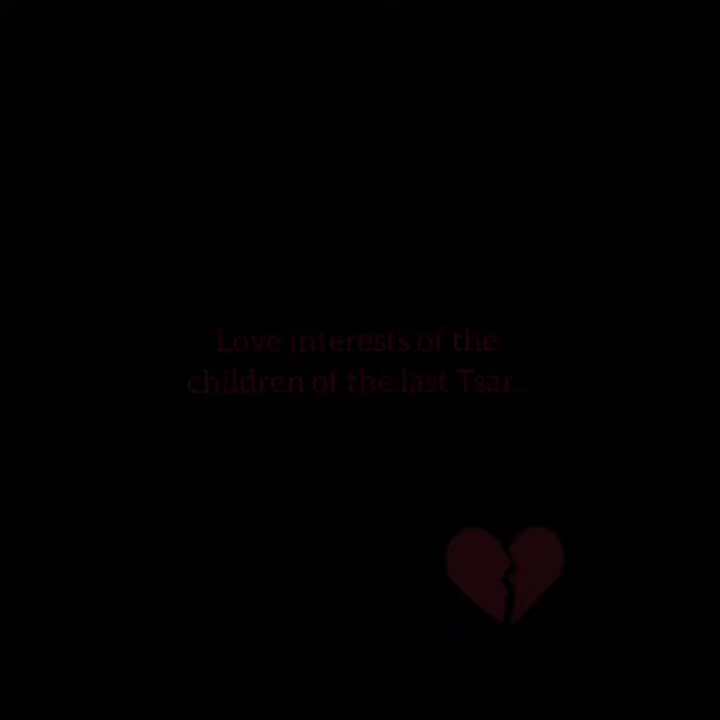 Love interests of the
children of the last Tsar